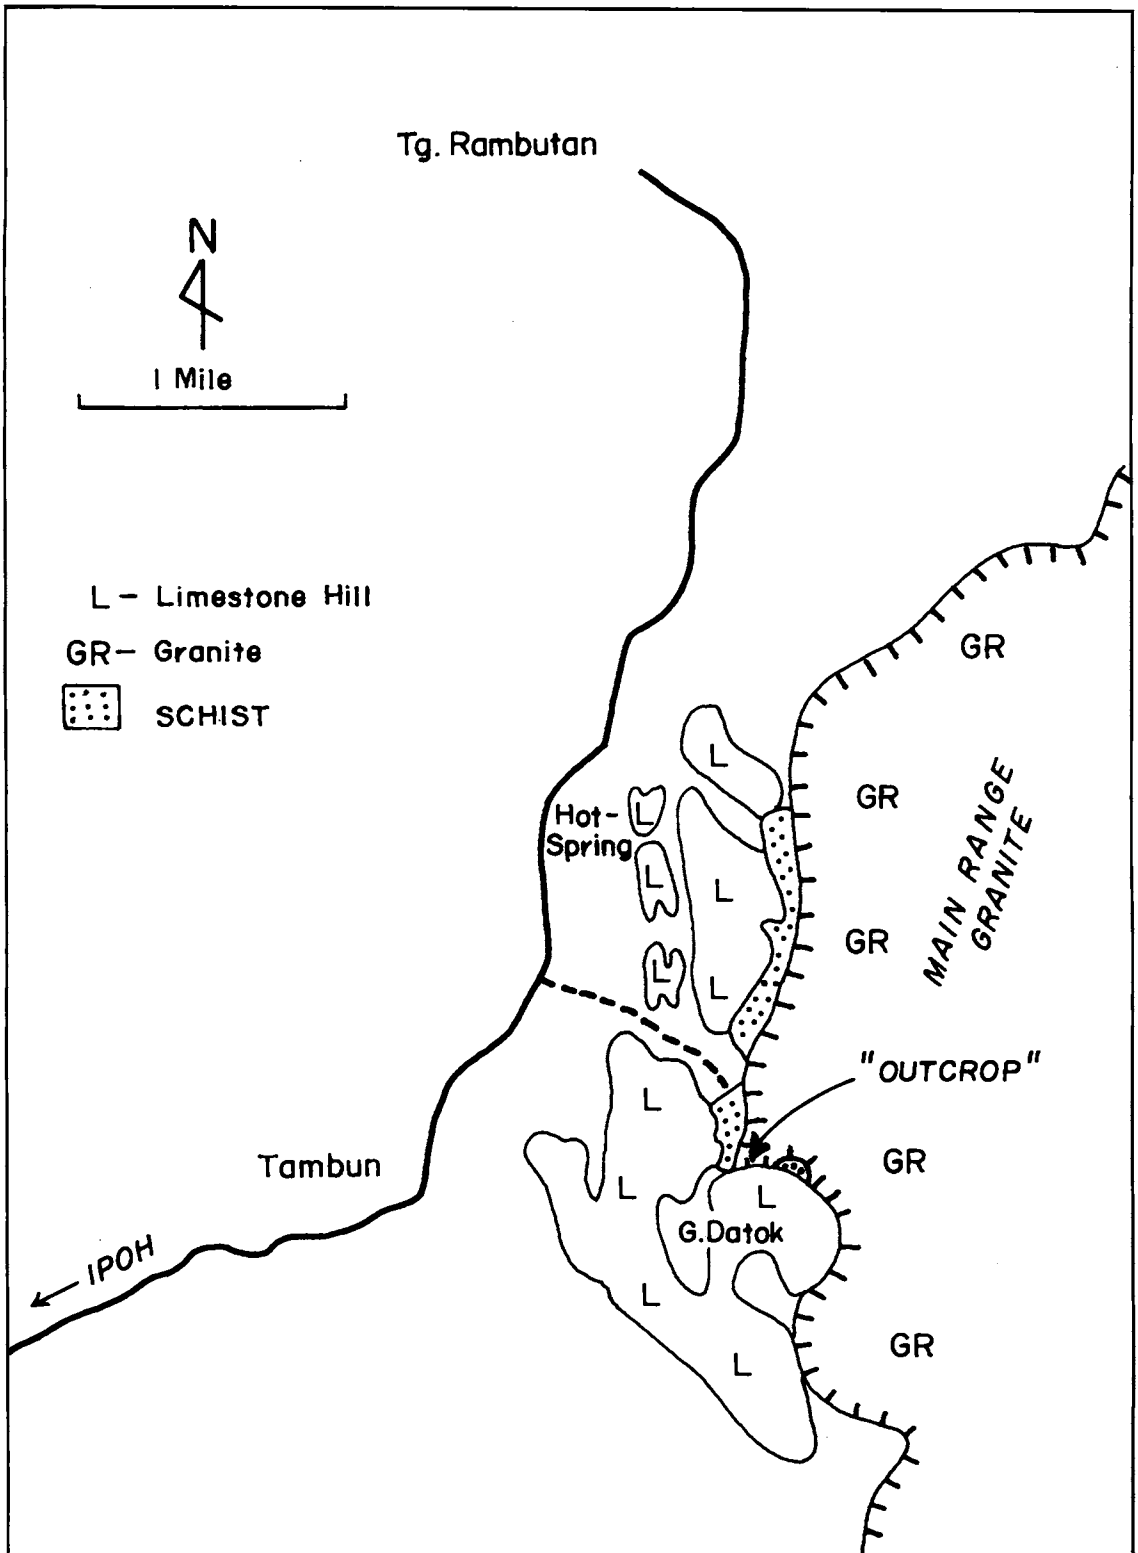 Tg. Rambutan
N
1 Mile
L – Limestone Hill
GR – Granite
SCHIST
GR
L
GR
MAIN RANGE
GRANITE
L
Hot-
Spring
L
L
GR
L
L
"OUTCROP"
L
Tambun
GR
L
L
G. Datok
← IPOH
L
GR
L